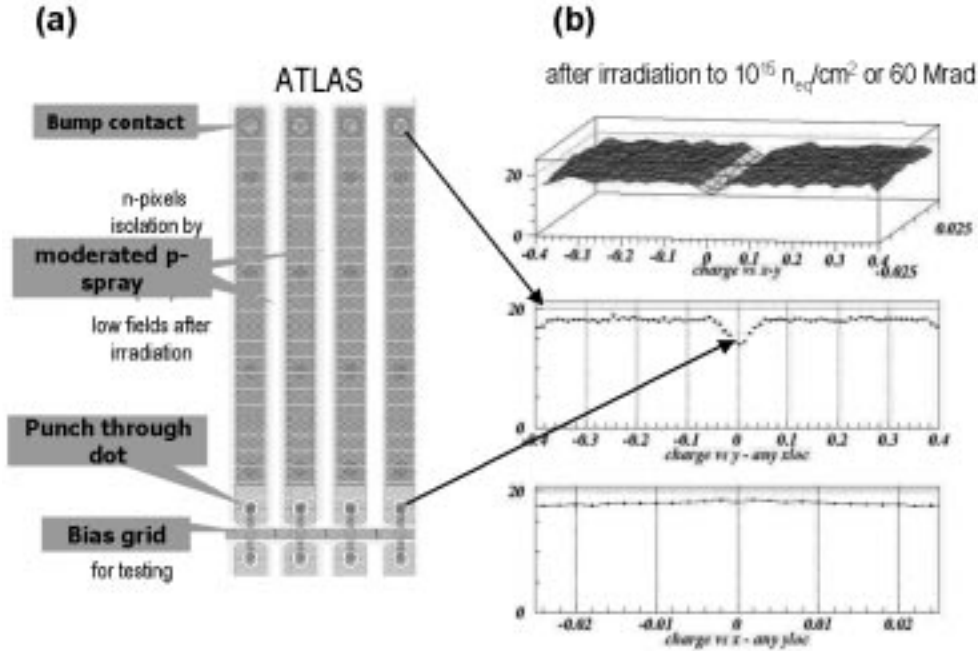 (a)
(b)
ATLAS
after irradiation to 10¹⁵ n_eq/cm² or 60 Mrad
Bump contact
n-pixels
isolation by
moderated p-
spray
low fields after
irradiation
Punch through
dot
Bias grid
for testing
20
0
-0.4 -0.3 -0.2 -0.1 0 0.1 0.2 0.3 0.4
0.025
-0.025
charge vs x-y
20
0
-0.4 -0.3 -0.2 -0.1 0 0.1 0.2 0.3 0.4
charge vs y - any xloc
20
0
-0.02 -0.01 0 0.01 0.02
charge vs x - any yloc